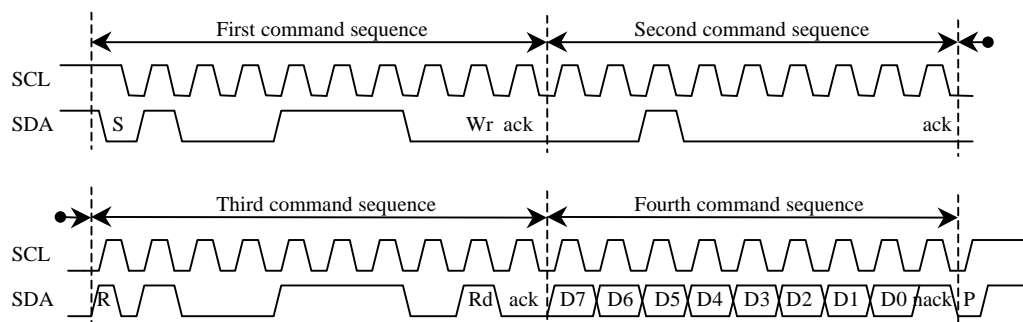 First command sequence Second command sequence
SCL
SDA S Wr ack ack
Third command sequence Fourth command sequence
SCL
SDA R Rd ack D7 D6 D5 D4 D3 D2 D1 D0 nack P